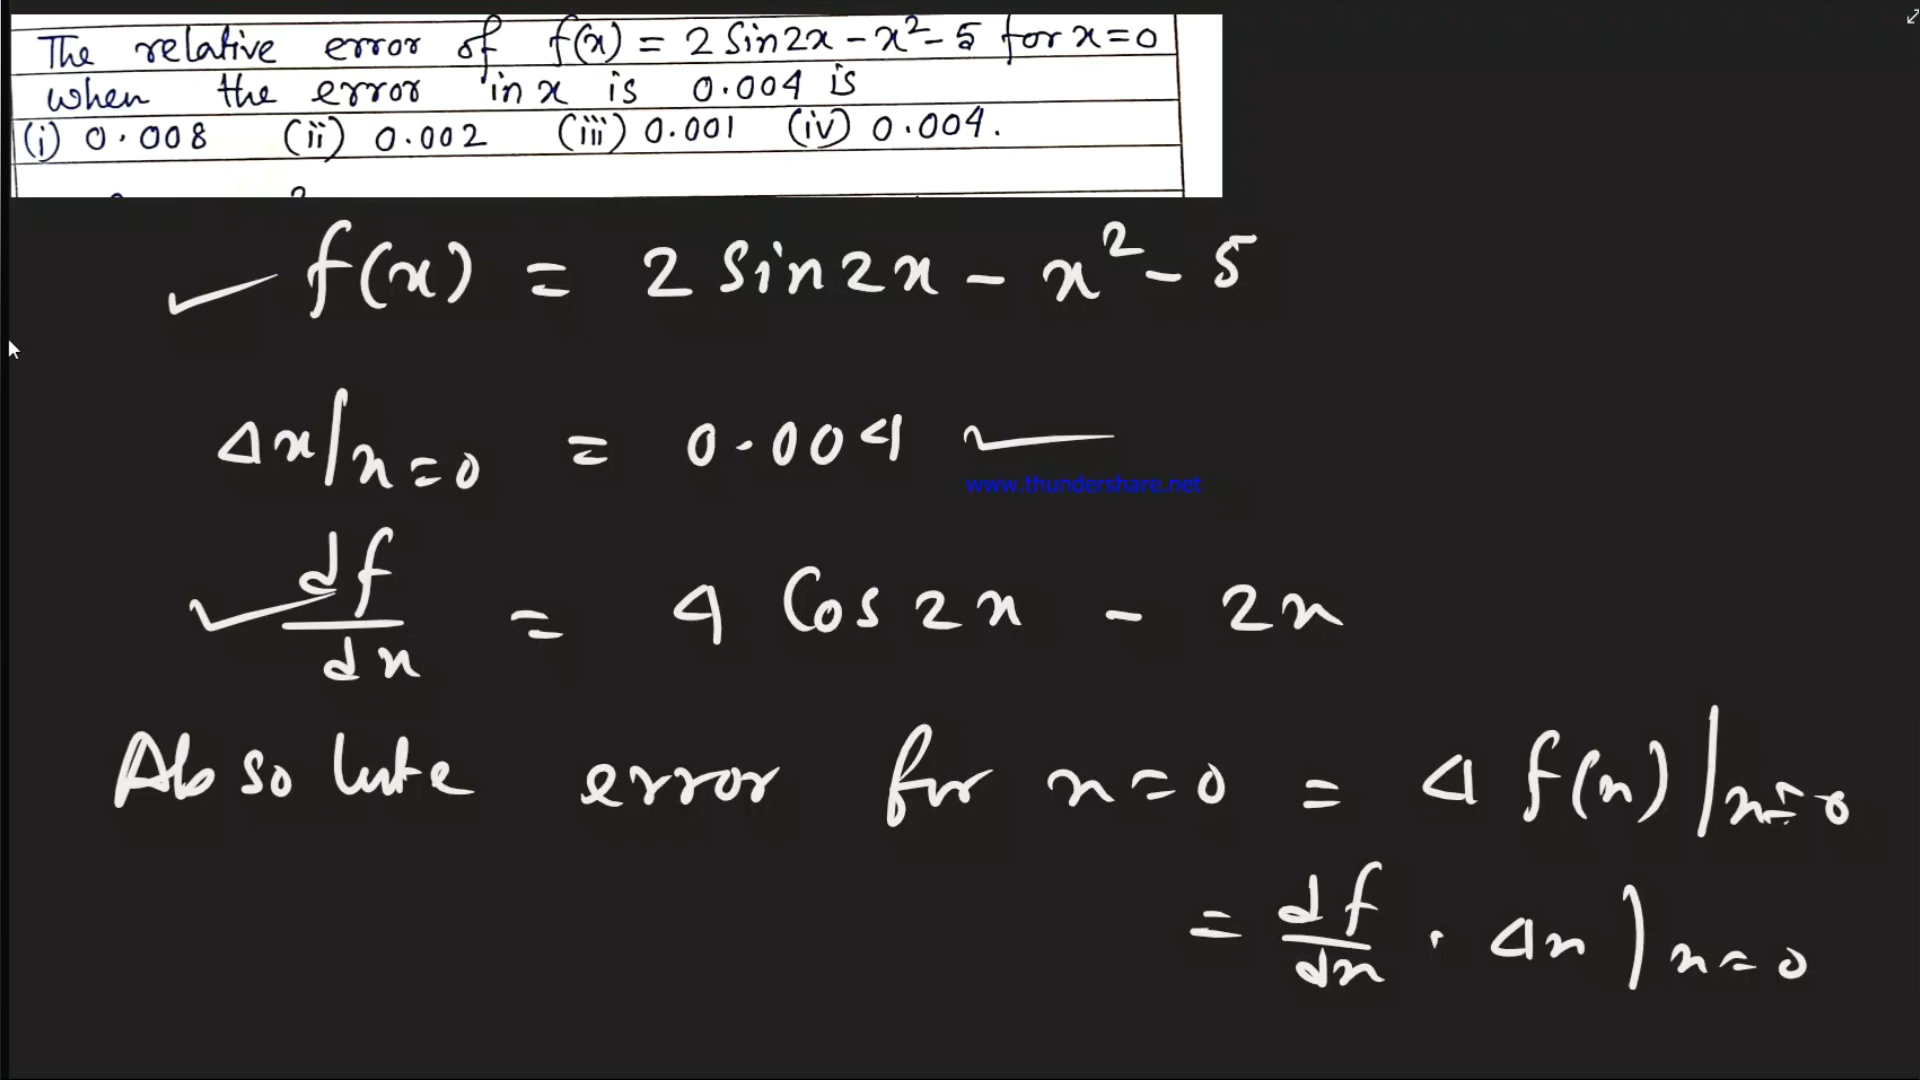 The relative error of f(x) = 2 Sin2x - x² - 5 for x = 0
when the error in x is 0.004 is
(i) 0.008 (ii) 0.002 (iii) 0.001 (iv) 0.004.
f(x) = 2 Sin2x - x² - 5
Δx|x=0 = 0.004
www.thundershare.net
df/dx = 4 Cos2x - 2x
Absolute error for x=0 = Δf(x)|x=0
= df/dx · Δx)x=0